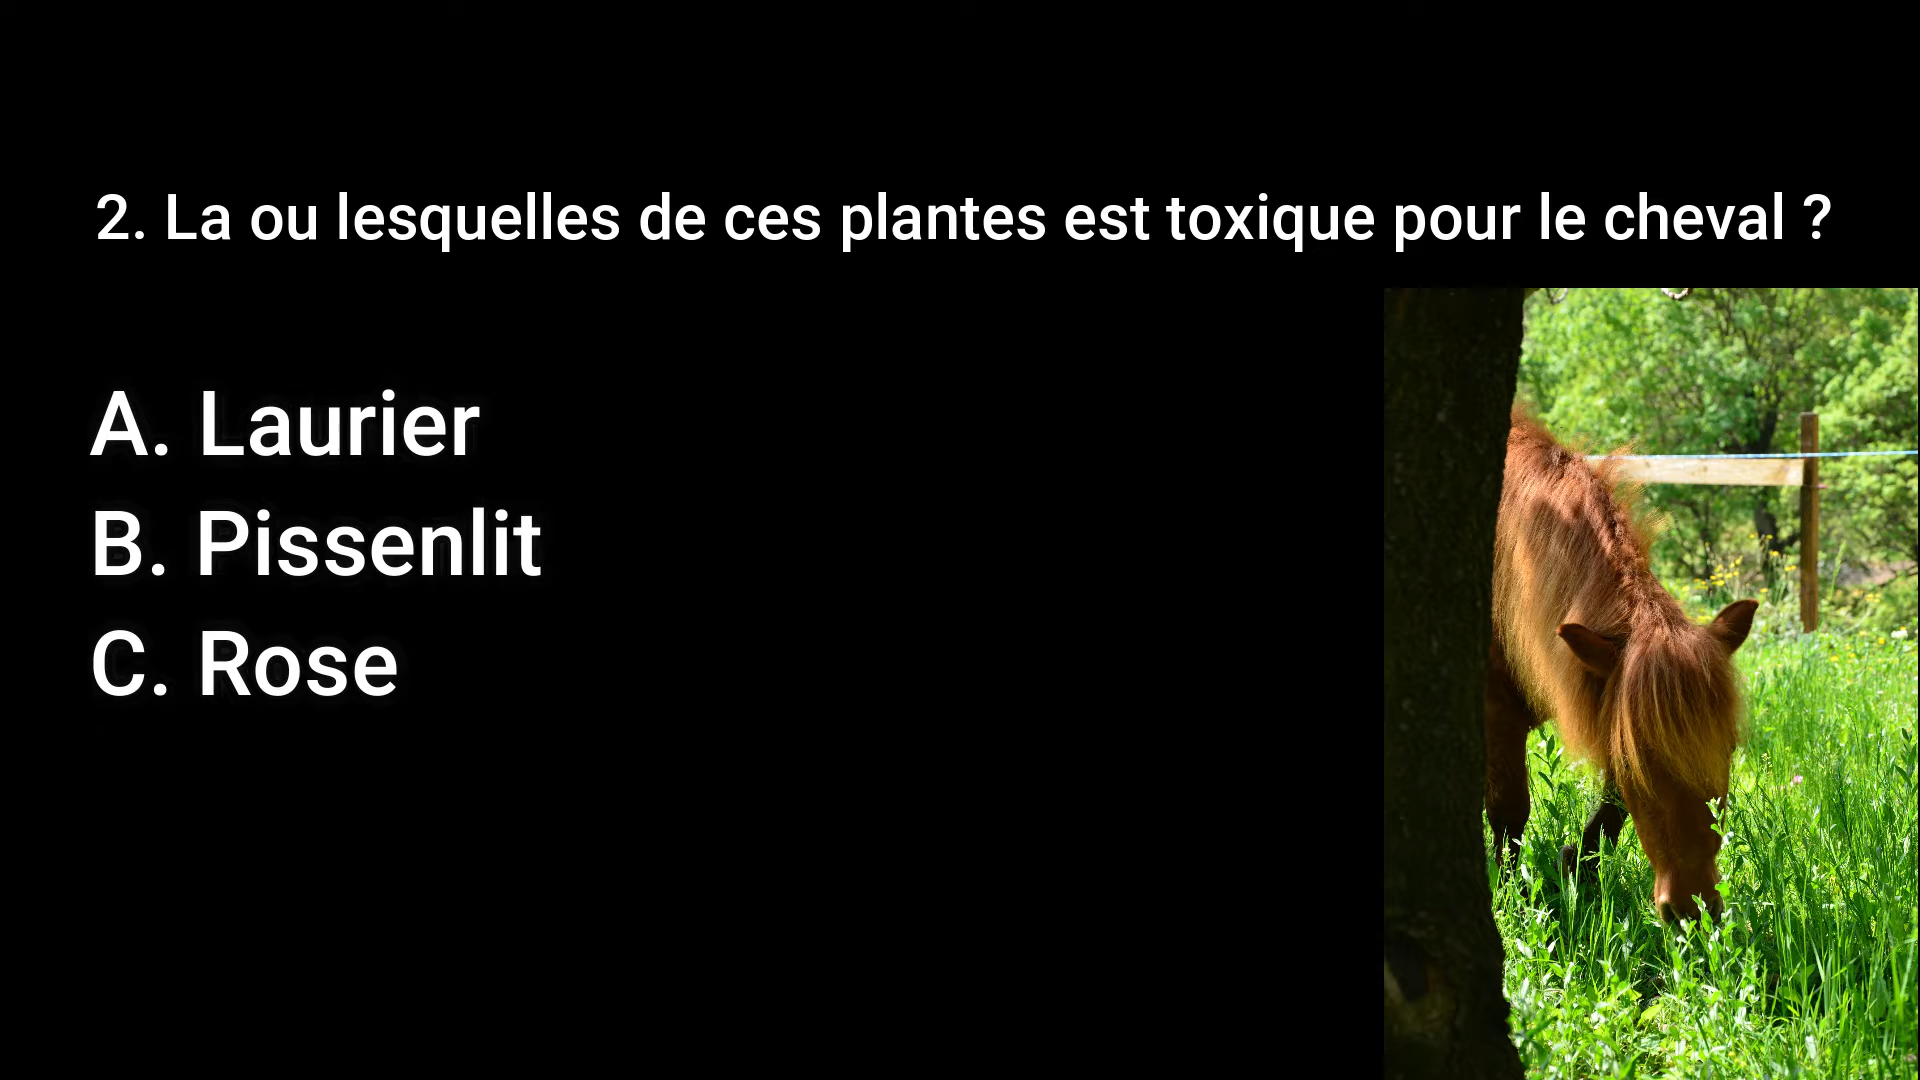 2. La ou lesquelles de ces plantes est toxique pour le cheval ?
A. Laurier
B. Pissenlit
C. Rose